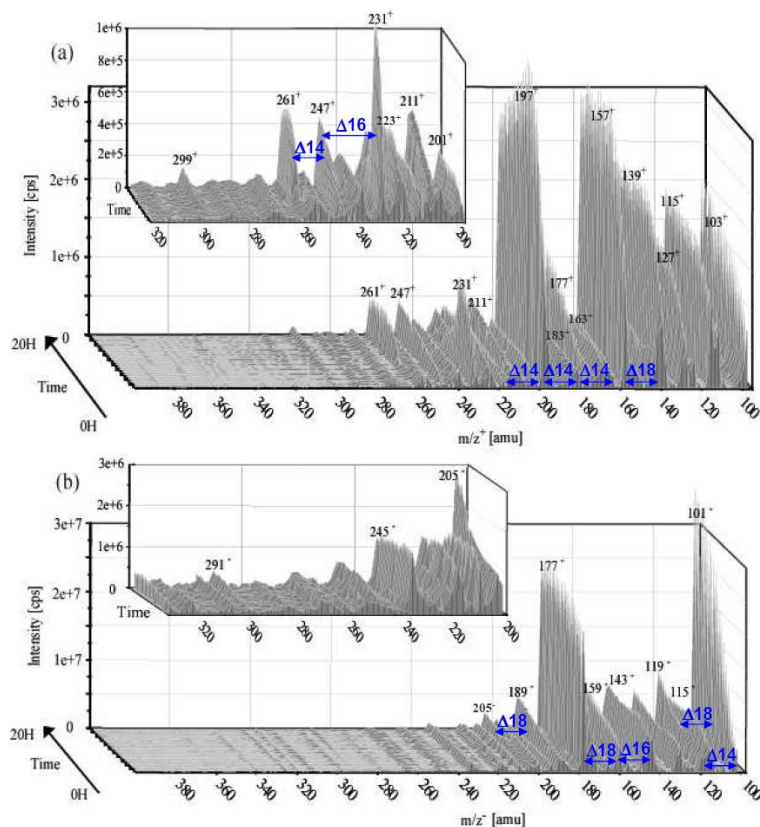 (a)
1e+6
8e+5
6e+5
4e+5
2e+5
0
231⁺
261⁺
247⁺
211⁺
223⁺
201⁺
299⁺
Δ16
Δ14
Time
320
300
280
260
240
220
200
Intensity [cps]
3e+6
2e+6
1e+6
0
197⁺
157⁺
139⁺
115⁺
103⁺
127⁺
177⁺
163⁺
183⁺
261⁺
247⁺
231⁺
211⁺
Δ14
Δ14
Δ14
Δ18
20H
Time
0H
380
360
340
320
300
280
260
240
220
200
180
160
140
120
100
m/z⁺ [amu]
(b)
3e+6
2e+6
1e+6
0
205⁻
245⁻
291⁻
Time
320
300
280
260
240
220
200
Intensity [cps]
3e+7
2e+7
1e+7
0
101⁻
177⁻
119⁻
143⁻
159⁻
115⁻
189⁻
205⁻
Δ18
Δ18
Δ18
Δ16
Δ14
20H
Time
0H
380
360
340
320
300
280
260
240
220
200
180
160
140
120
100
m/z⁻ [amu]